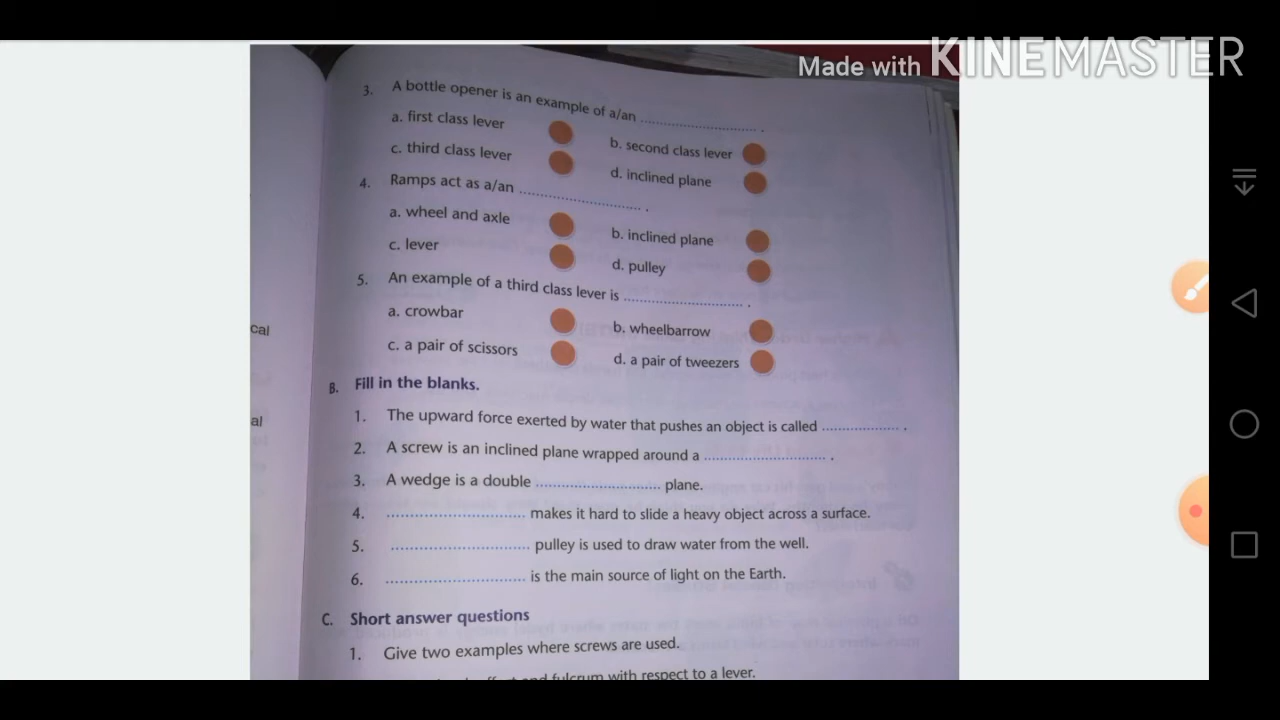 Made with KINEMASTER
3. A bottle opener is an example of a/an .................... .
a. first class lever
b. second class lever
c. third class lever
d. inclined plane
4. Ramps act as a/an .................... .
a. wheel and axle
b. inclined plane
c. lever
d. pulley
5. An example of a third class lever is .................... .
a. crowbar
b. wheelbarrow
c. a pair of scissors
d. a pair of tweezers
cal
al
B. Fill in the blanks.
1. The upward force exerted by water that pushes an object is called .................... .
2. A screw is an inclined plane wrapped around a .................... .
3. A wedge is a double .................... plane.
4. .................... makes it hard to slide a heavy object across a surface.
5. .................... pulley is used to draw water from the well.
6. .................... is the main source of light on the Earth.
C. Short answer questions
1. Give two examples where screws are used.
and fulcrum with respect to a lever.